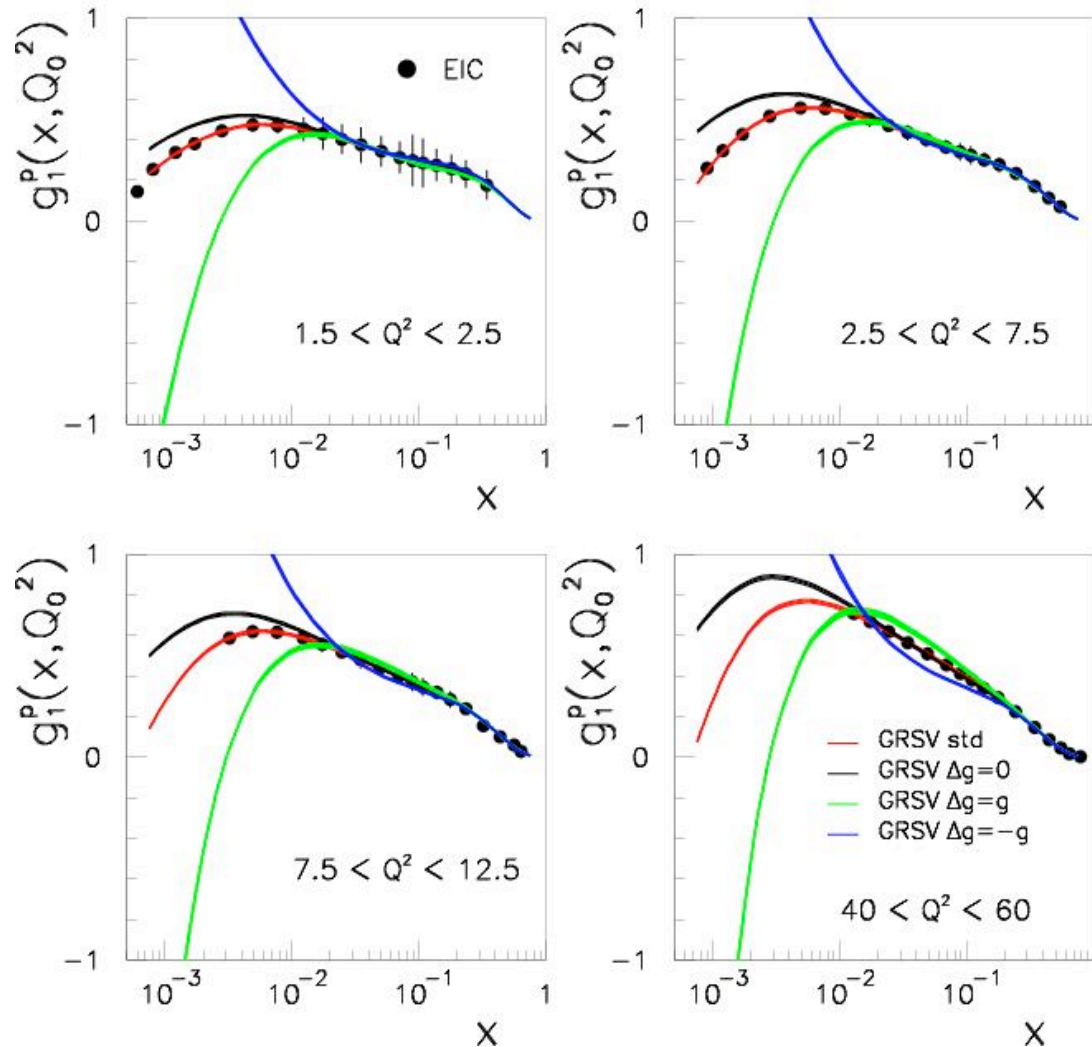 1
0
−1
g₁ᵖ(x,Q₀²)
EIC
1.5 < Q² < 2.5
10⁻³ 10⁻² 10⁻¹ 1
x
1
0
−1
g₁ᵖ(x,Q₀²)
2.5 < Q² < 7.5
10⁻³ 10⁻² 10⁻¹
x
1
0
−1
g₁ᵖ(x,Q₀²)
7.5 < Q² < 12.5
10⁻³ 10⁻² 10⁻¹ 1
x
1
0
−1
g₁ᵖ(x,Q₀²)
GRSV std
GRSV Δg=0
GRSV Δg=g
GRSV Δg=−g
40 < Q² < 60
10⁻³ 10⁻² 10⁻¹
x